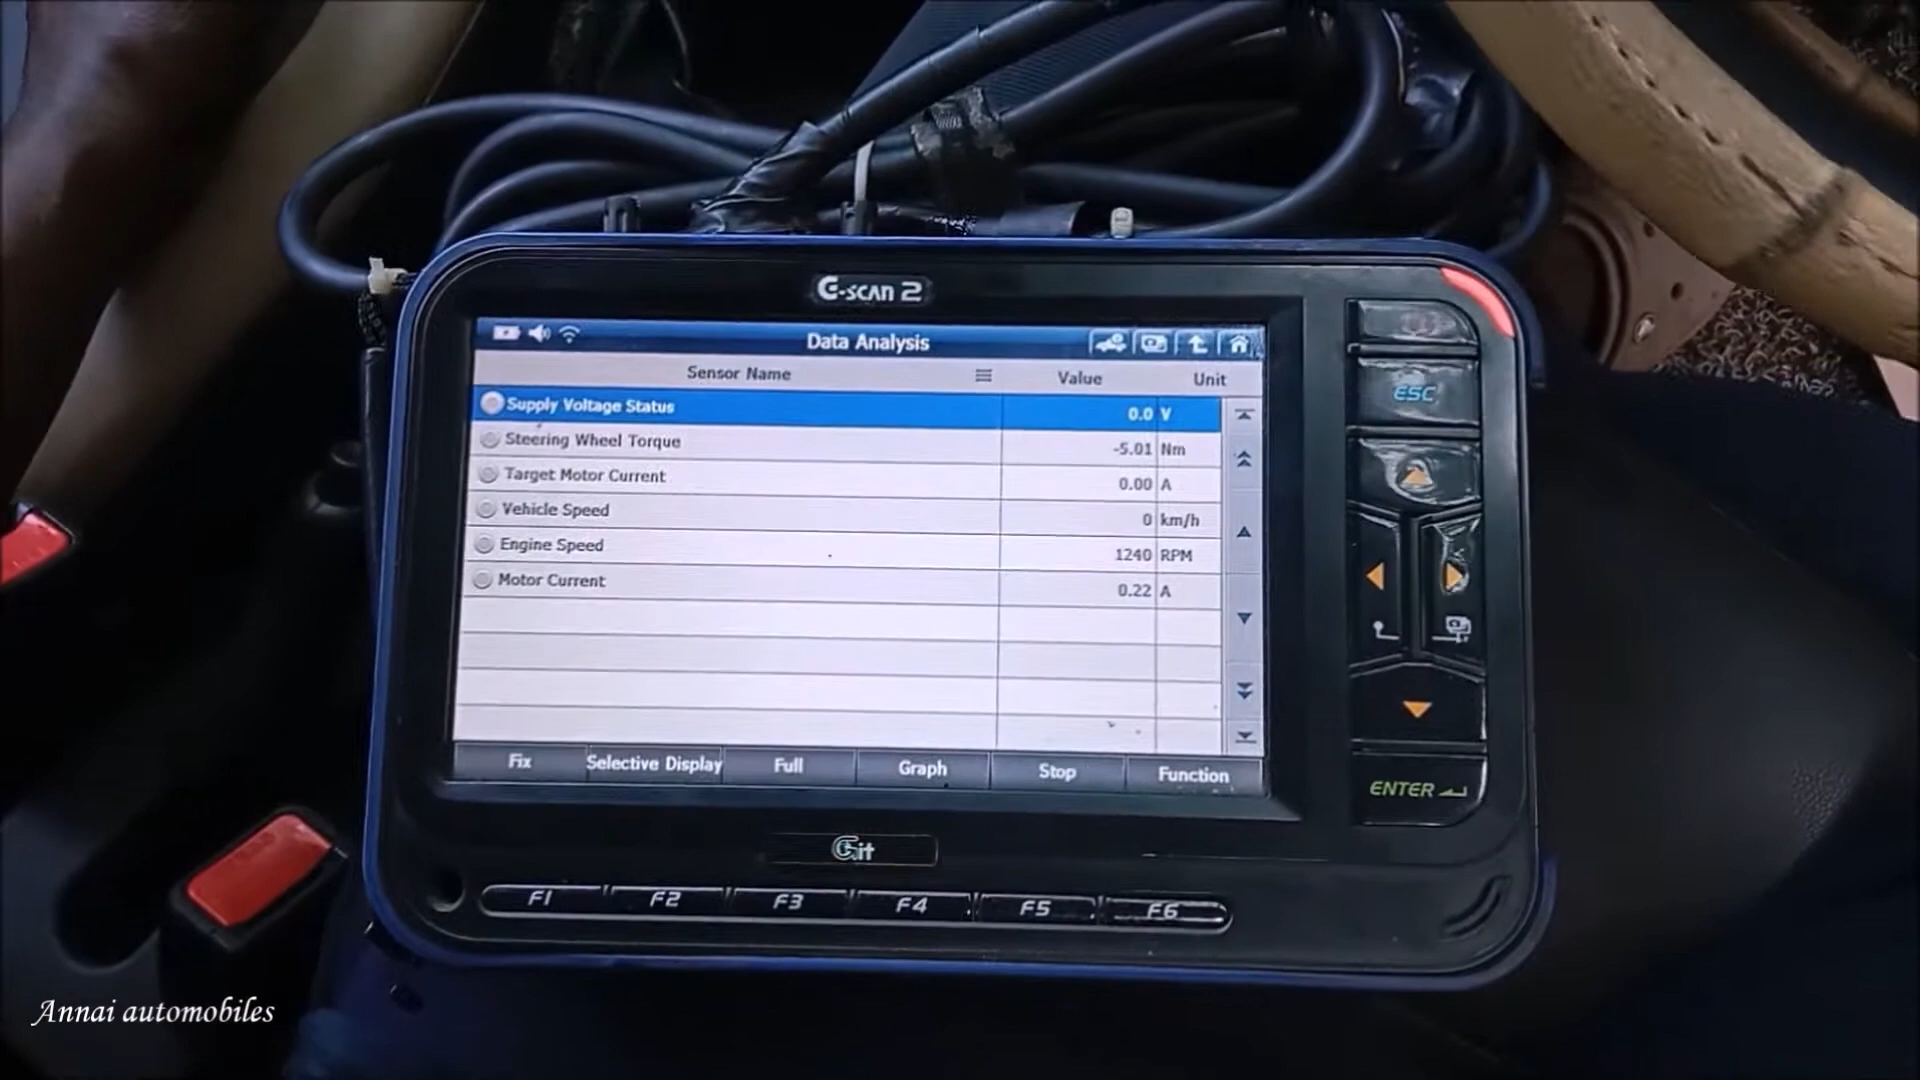 G-SCAN 2
Data Analysis
Sensor Name Value Unit
Supply Voltage Status 0.0 V
Steering Wheel Torque -5.01 Nm
Target Motor Current 0.00 A
Vehicle Speed 0 km/h
Engine Speed 1240 RPM
Motor Current 0.22 A
Fix Selective Display Full Graph Stop Function
ESC
ENTER
Git
F1 F2 F3 F4 F5 F6
Annai automobiles